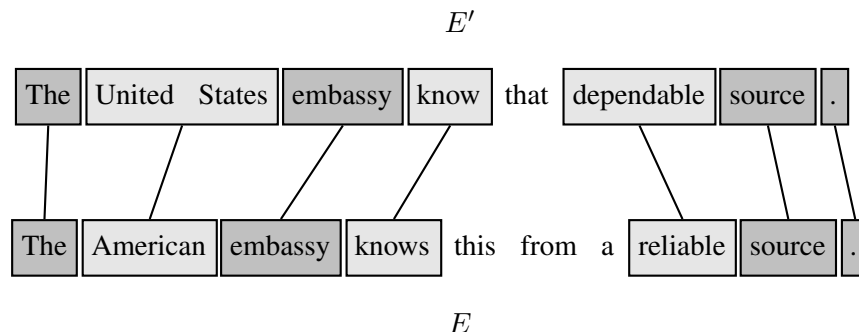 E′
The United States embassy know that dependable source .
The American embassy knows this from a reliable source .
E